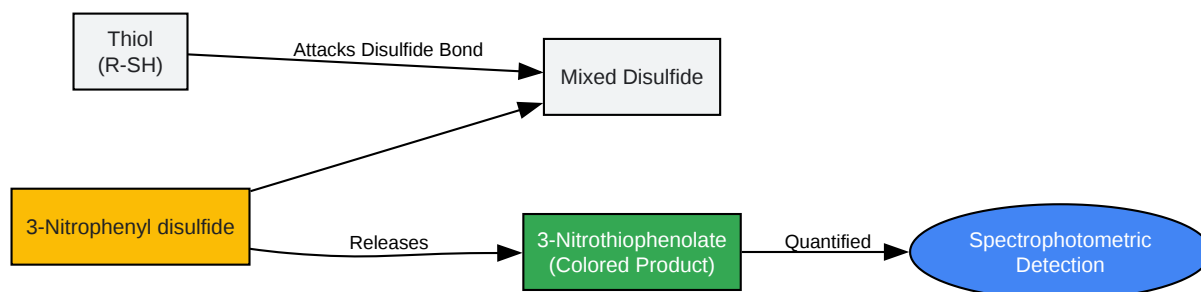 Thiol
(R-SH)
Attacks Disulfide Bond
Mixed Disulfide
3-Nitrophenyl disulfide
Releases
3-Nitrothiophenolate
(Colored Product)
Quantified
Spectrophotometric
Detection